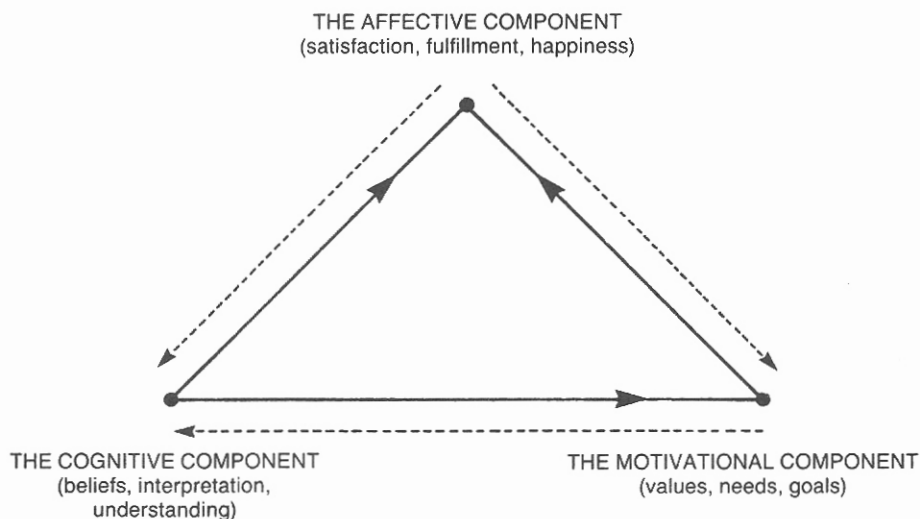 THE AFFECTIVE COMPONENT
(satisfaction, fulfillment, happiness)
THE COGNITIVE COMPONENT
(beliefs, interpretation,
understanding)
THE MOTIVATIONAL COMPONENT
(values, needs, goals)